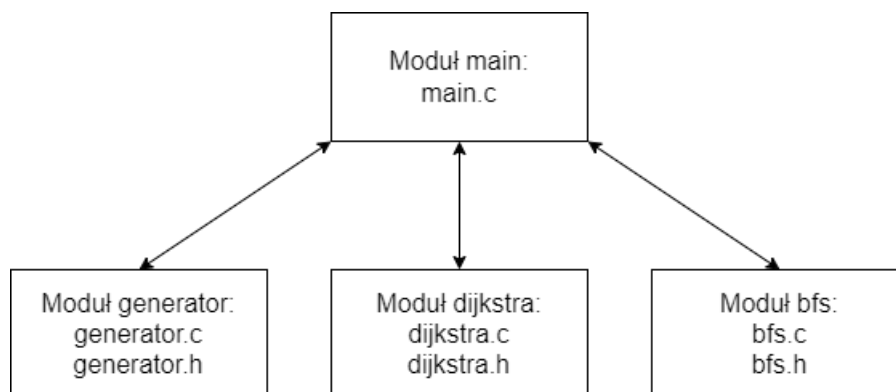 Moduł main:
main.c
Moduł generator:
generator.c
generator.h
Moduł dijkstra:
dijkstra.c
dijkstra.h
Moduł bfs:
bfs.c
bfs.h